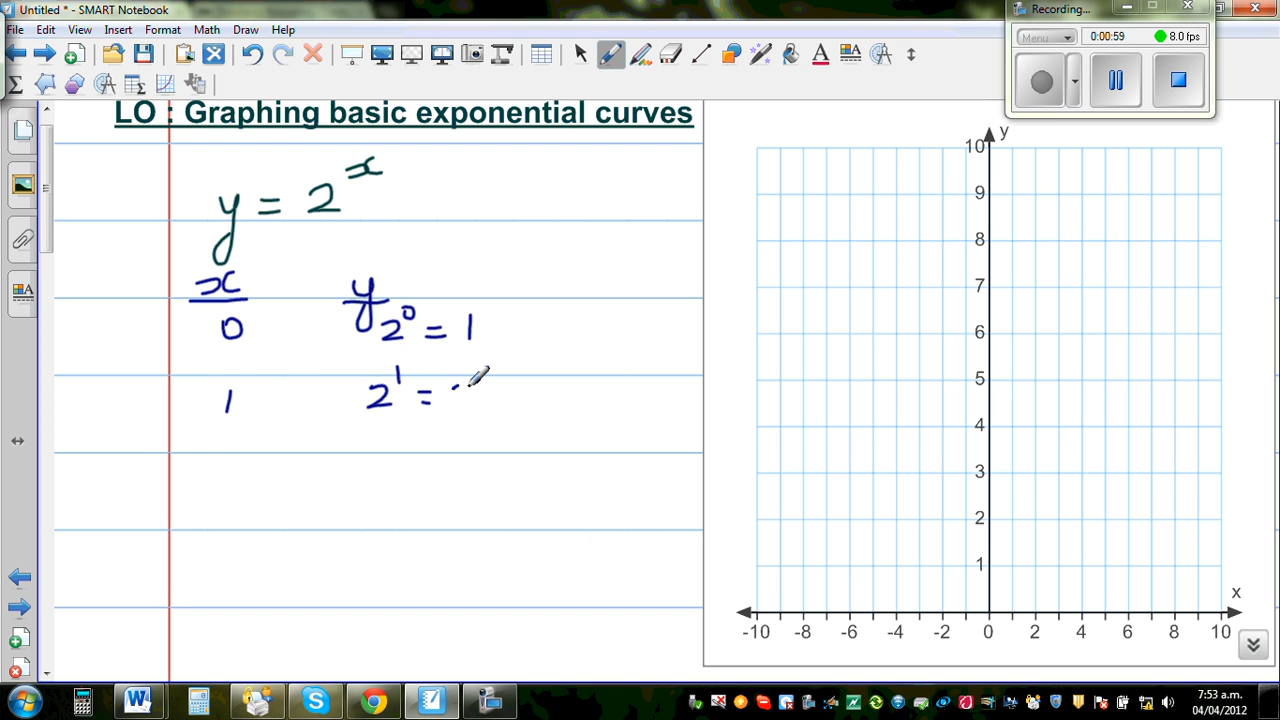 Untitled * - SMART Notebook
Recording...
File Edit View Insert Format Math Draw Help
Menu 0:00:59 8.0 fps
LO : Graphing basic exponential curves
y = 2^x
x y
0 2^0 = 1
1 2^1 =
y
10
9
8
7
6
5
4
3
2
1
x
-10 -8 -6 -4 -2 0 2 4 6 8 10
7:53 a.m.
04/04/2012